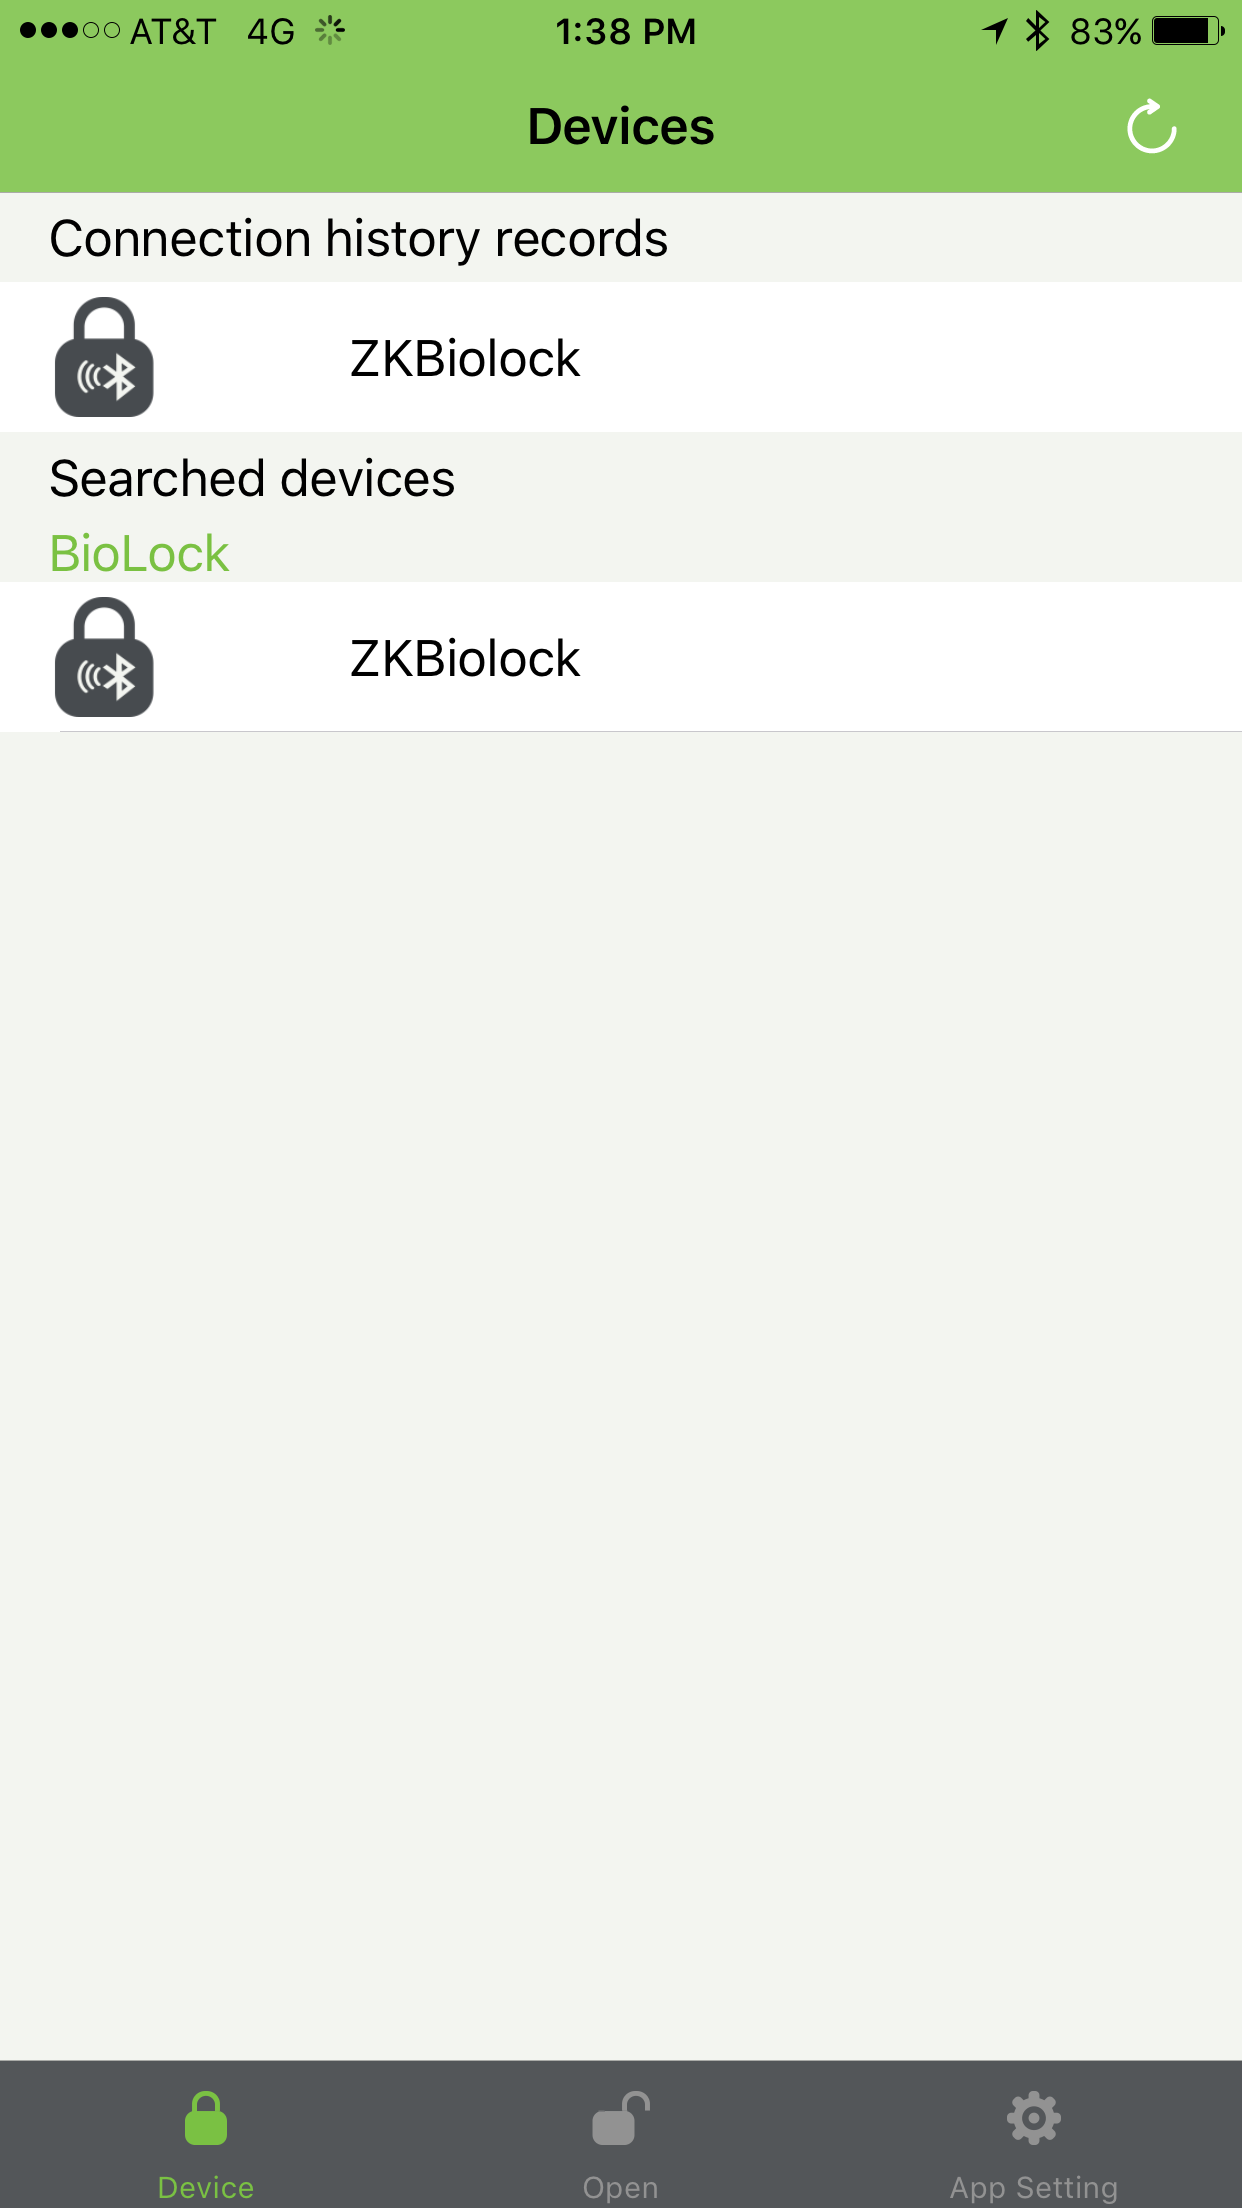 AT&T 4G 1:38 PM 83%
Devices
Connection history records
ZKBiolock
Searched devices
BioLock
ZKBiolock
Device Open App Setting